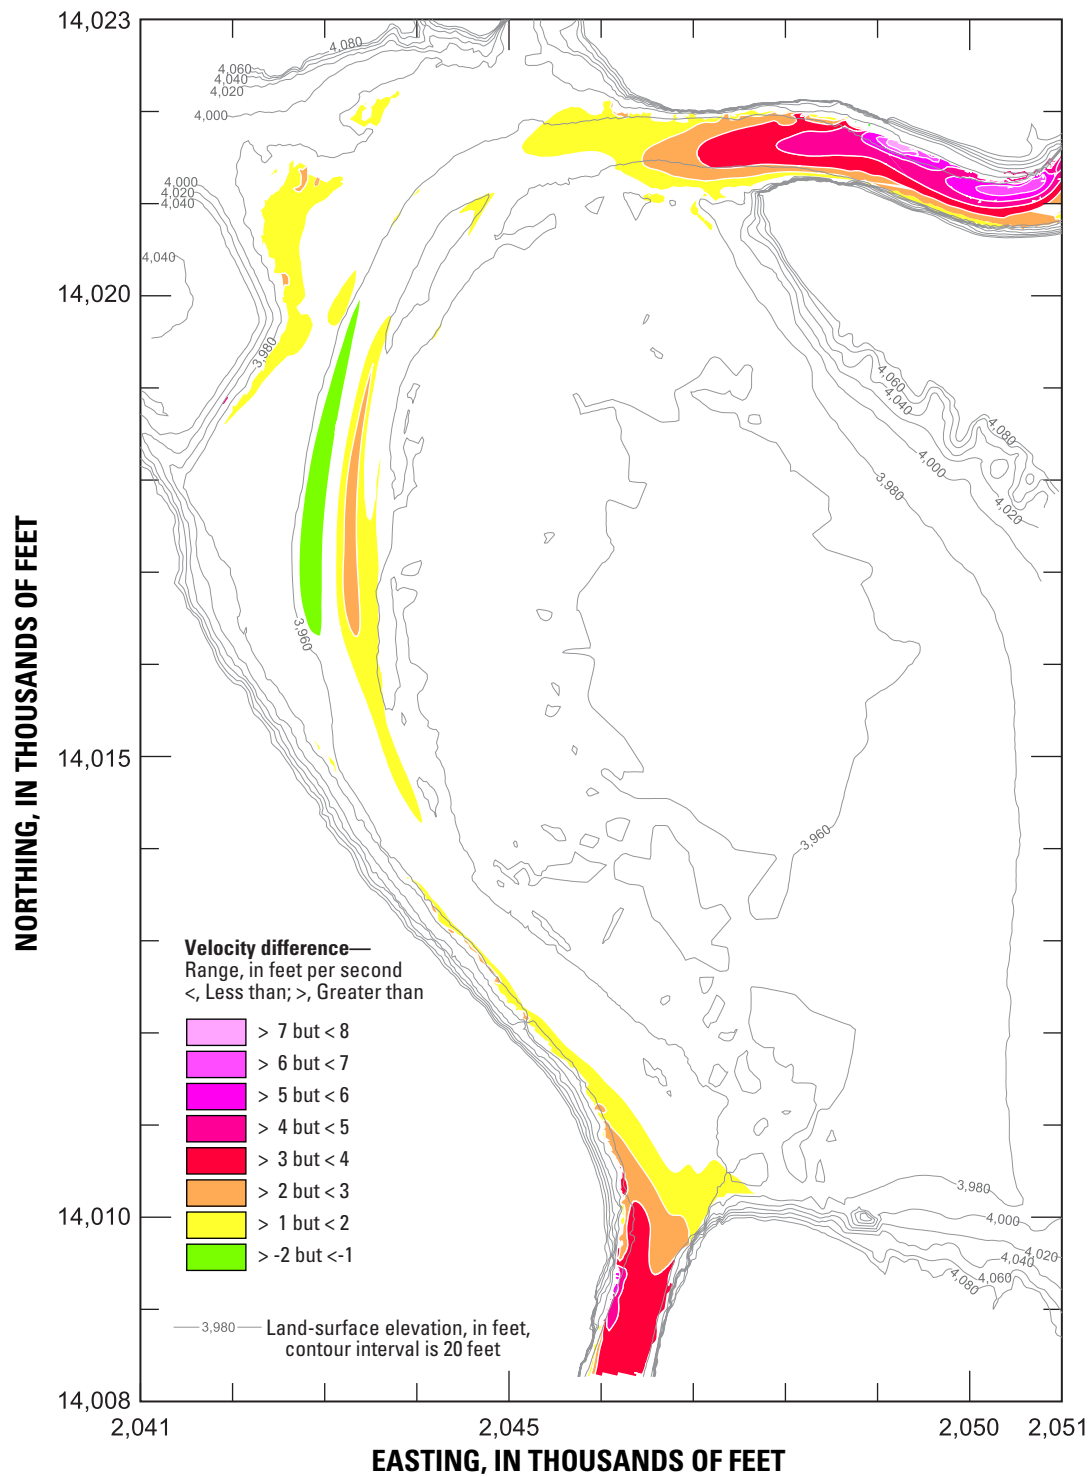 14,023
4,080
4,060
4,040
4,020
4,000
4,000
4,020
4,040
4,040
14,020
3,980
4,060
4,040
4,080
4,000
3,980
4,020
3,960
14,015
3,960
NORTHING, IN THOUSANDS OF FEET
Velocity difference—
Range, in feet per second
<, Less than; >, Greater than
> 7 but < 8
> 6 but < 7
> 5 but < 6
> 4 but < 5
> 3 but < 4
> 2 but < 3
> 1 but < 2
> -2 but <-1
3,980
4,000
14,010
4,020
4,040
4,060
4,080
3,980 Land-surface elevation, in feet,
contour interval is 20 feet
14,008
2,041 2,045 2,050 2,051
EASTING, IN THOUSANDS OF FEET